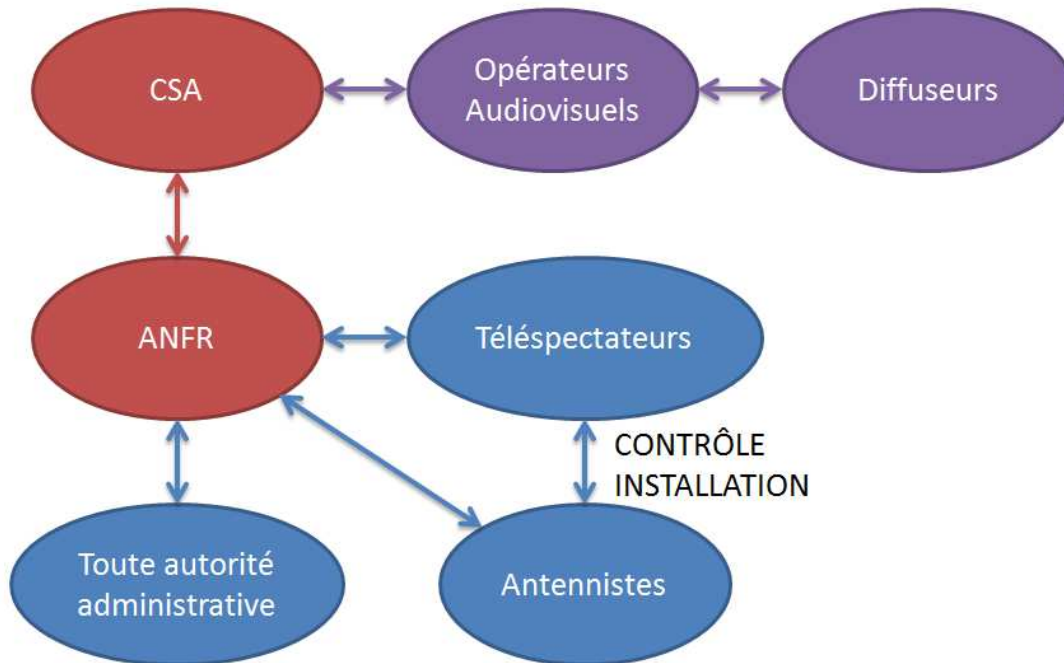 CSA
Opérateurs
Audiovisuels
Diffuseurs
ANFR
Téléspectateurs
CONTRÔLE
INSTALLATION
Toute autorité
administrative
Antennistes